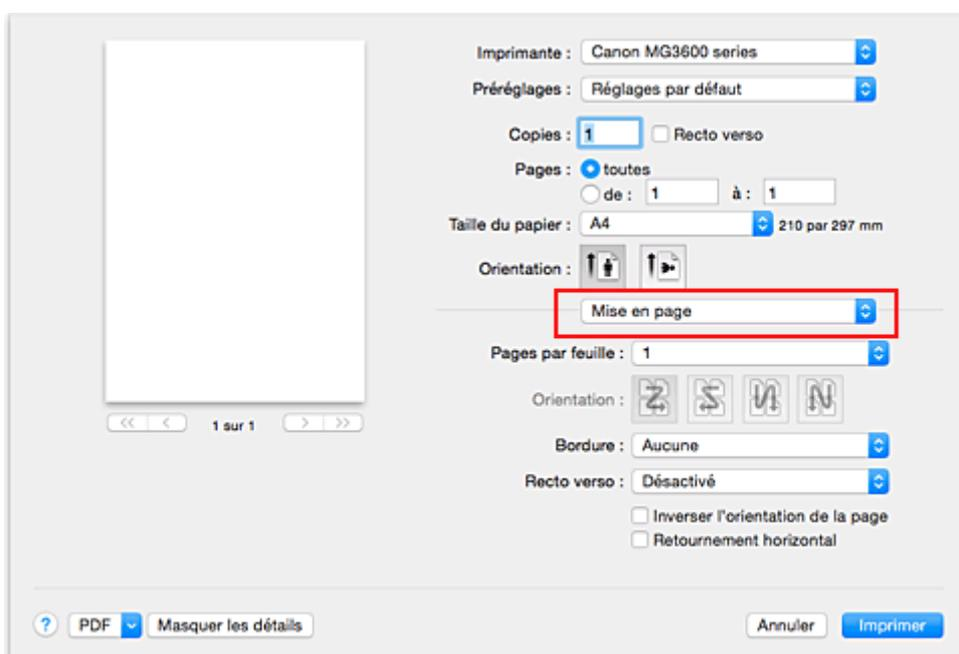 Imprimante : Canon MG3600 series
Préréglages : Réglages par défaut
Copies : 1 Recto verso
Pages : toutes
de : 1 à : 1
Taille du papier : A4 210 par 297 mm
Orientation :
Mise en page
Pages par feuille : 1
Orientation :
Bordure : Aucune
Recto verso : Désactivé
Inverser l'orientation de la page
Retournement horizontal
<< < 1 sur 1 > >>
? PDF Masquer les détails Annuler Imprimer